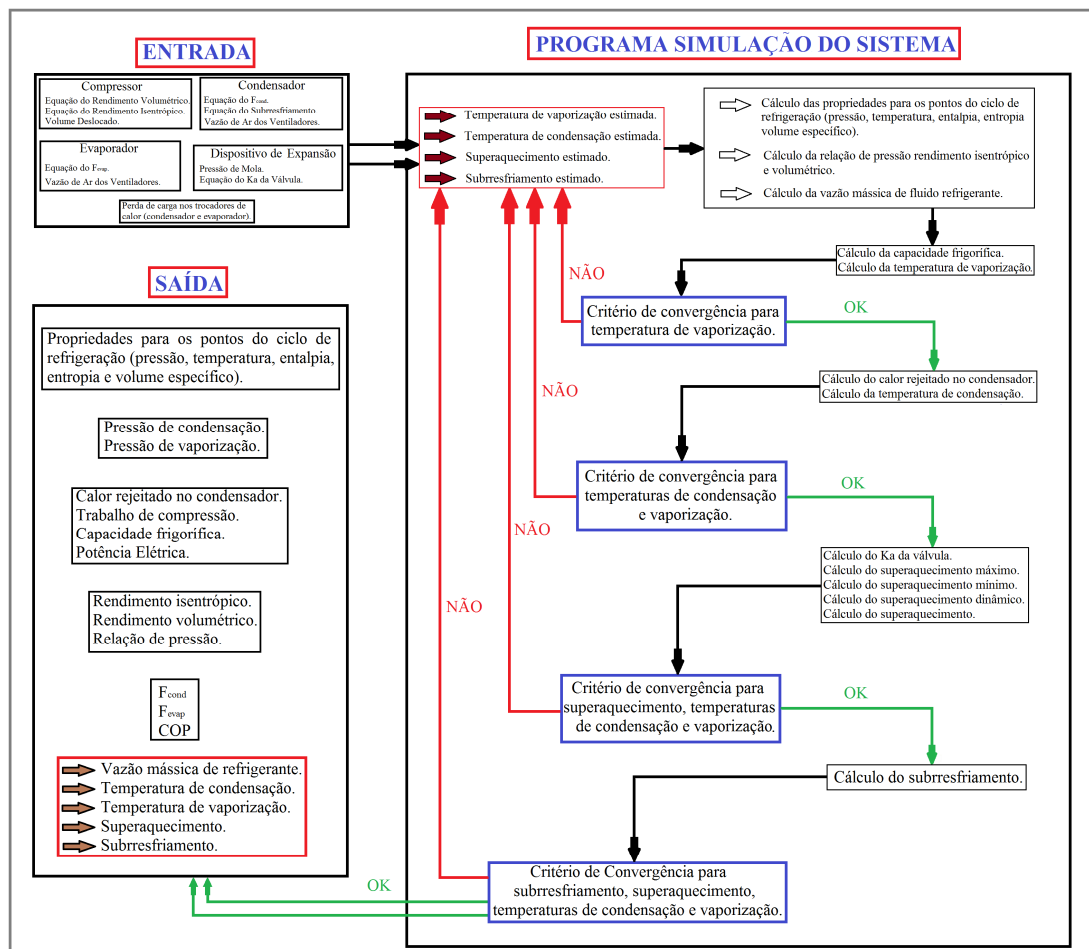 ENTRADA
Compressor
Equação do Rendimento Volumétrico.
Equação do Rendimento Isentrópico.
Volume Deslocado.
Condensador
Equação do Fcond.
Equação do Subresfriamento.
Vazão de Ar dos Ventiladores.
Evaporador
Equação do Fevap.
Vazão de Ar dos Ventiladores.
Dispositivo de Expansão
Pressão de Mola.
Equação do Ka da Válvula.
Perda de carga nos trocadores de
calor (condensador e evaporador).
SAÍDA
Propriedades para os pontos do ciclo de
refrigeração (pressão, temperatura, entalpia,
entropia e volume específico).
Pressão de condensação.
Pressão de vaporização.
Calor rejeitado no condensador.
Trabalho de compressão.
Capacidade frigorífica.
Potência Elétrica.
Rendimento isentrópico.
Rendimento volumétrico.
Relação de pressão.
Fcond
Fevap
COP
Vazão mássica de refrigerante.
Temperatura de condensação.
Temperatura de vaporização.
Superaquecimento.
Subrresfriamento.
PROGRAMA SIMULAÇÃO DO SISTEMA
Temperatura de vaporização estimada.
Temperatura de condensação estimada.
Superaquecimento estimado.
Subrresfriamento estimado.
Cálculo das propriedades para os pontos do ciclo de
refrigeração (pressão, temperatura, entalpia, entropia
volume específico).
Cálculo da relação de pressão rendimento isentrópico
e volumétrico.
Cálculo da vazão mássica de fluido refrigerante.
Cálculo da capacidade frigorífica.
Cálculo da temperatura de vaporização.
NÃO
Critério de convergência para
temperatura de vaporização.
OK
Cálculo do calor rejeitado no condensador.
Cálculo da temperatura de condensação.
NÃO
Critério de convergência para
temperaturas de condensação
e vaporização.
OK
Cálculo do Ka da válvula.
Cálculo do superaquecimento máximo.
Cálculo do superaquecimento mínimo.
Cálculo do superaquecimento dinâmico.
Cálculo do superaquecimento.
NÃO
Critério de convergência para
superaquecimento, temperaturas
de condensação e vaporização.
OK
Cálculo do subrresfriamento.
NÃO
Critério de Convergência para
subrresfriamento, superaquecimento,
temperaturas de condensação e vaporização.
OK